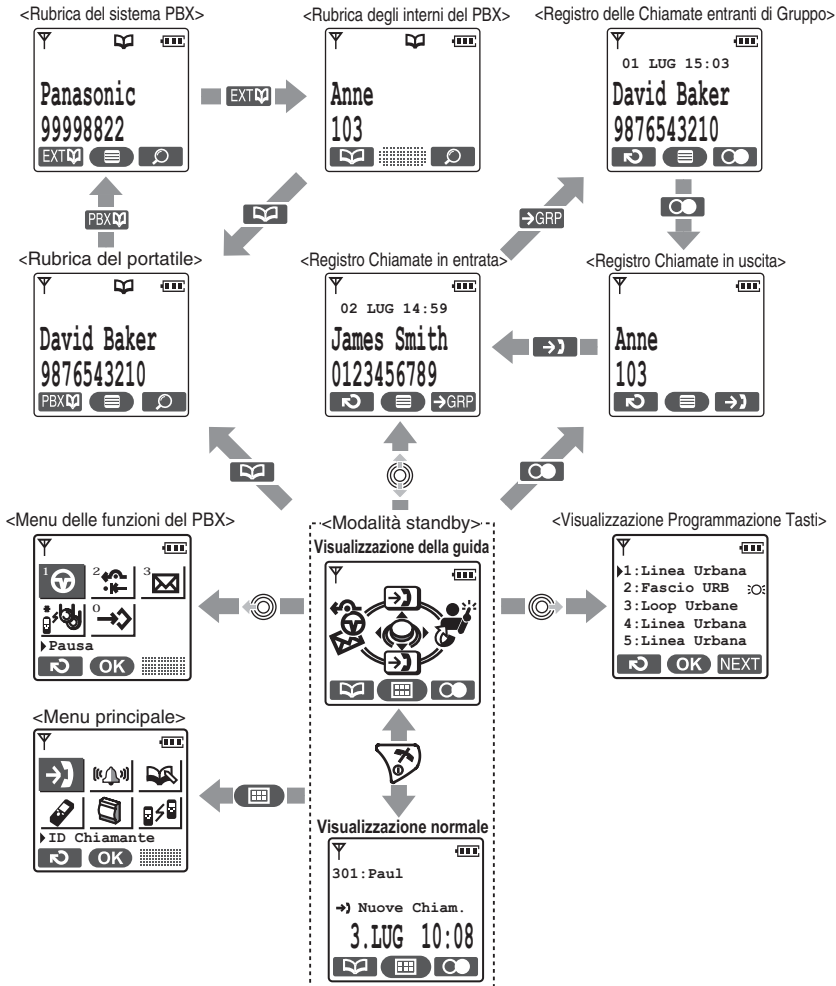 <Rubrica del sistema PBX>
Panasonic
99998822
EXT
EXT
<Rubrica degli interni del PBX>
Anne
103
<Registro delle Chiamate entranti di Gruppo>
01 LUG 15:03
David Baker
9876543210
PBX
→GRP
<Rubrica del portatile>
David Baker
9876543210
PBX
<Registro Chiamate in entrata>
02 LUG 14:59
James Smith
0123456789
→GRP
<Registro Chiamate in uscita>
Anne
103
<Menu delle funzioni del PBX>
1 2 3
* 0
Pausa
OK
<Modalità standby>
Visualizzazione della guida
<Visualizzazione Programmazione Tasti>
1:Linea Urbana
2:Fascio URB
3:Loop Urbane
4:Linea Urbana
5:Linea Urbana
OK NEXT
<Menu principale>
ID Chiamante
OK
Visualizzazione normale
301:Paul
Nuove Chiam.
3.LUG 10:08